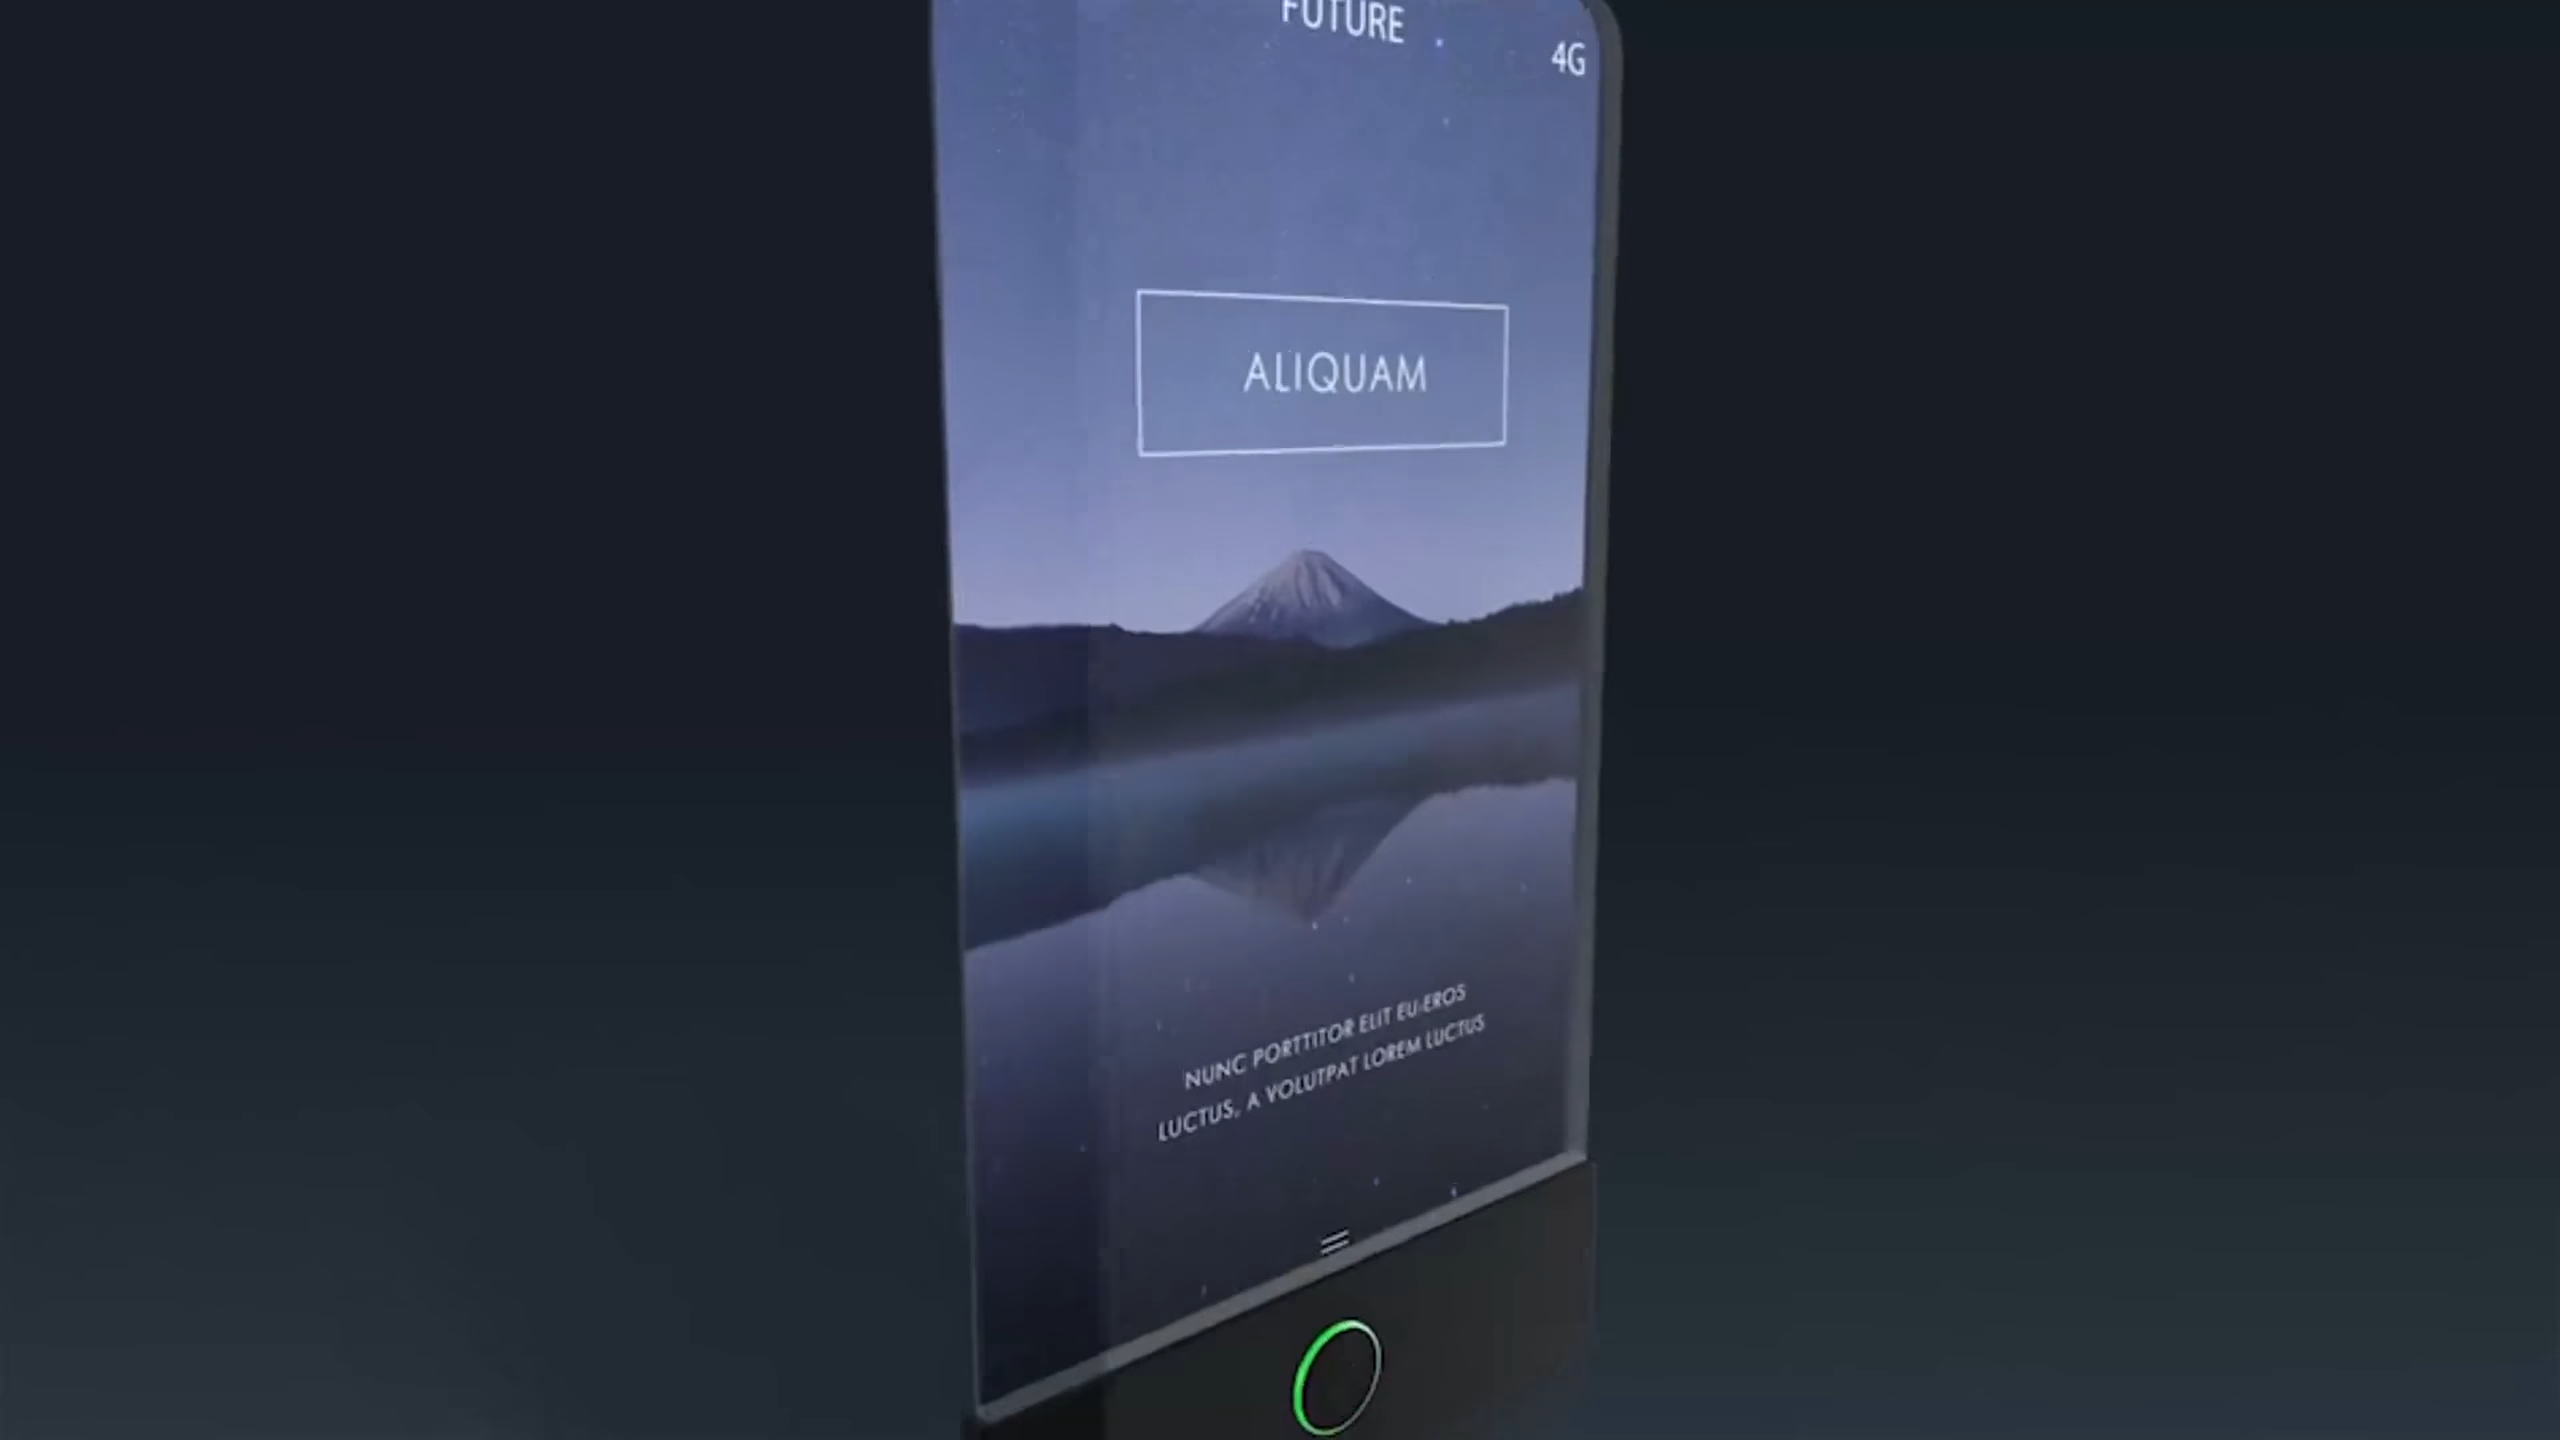 FUTURE
4G
ALIQUAM
NUNC PORTTITOR ELIT EU EROS
LUCTUS, A VOLUTPAT LOREM LUCTUS